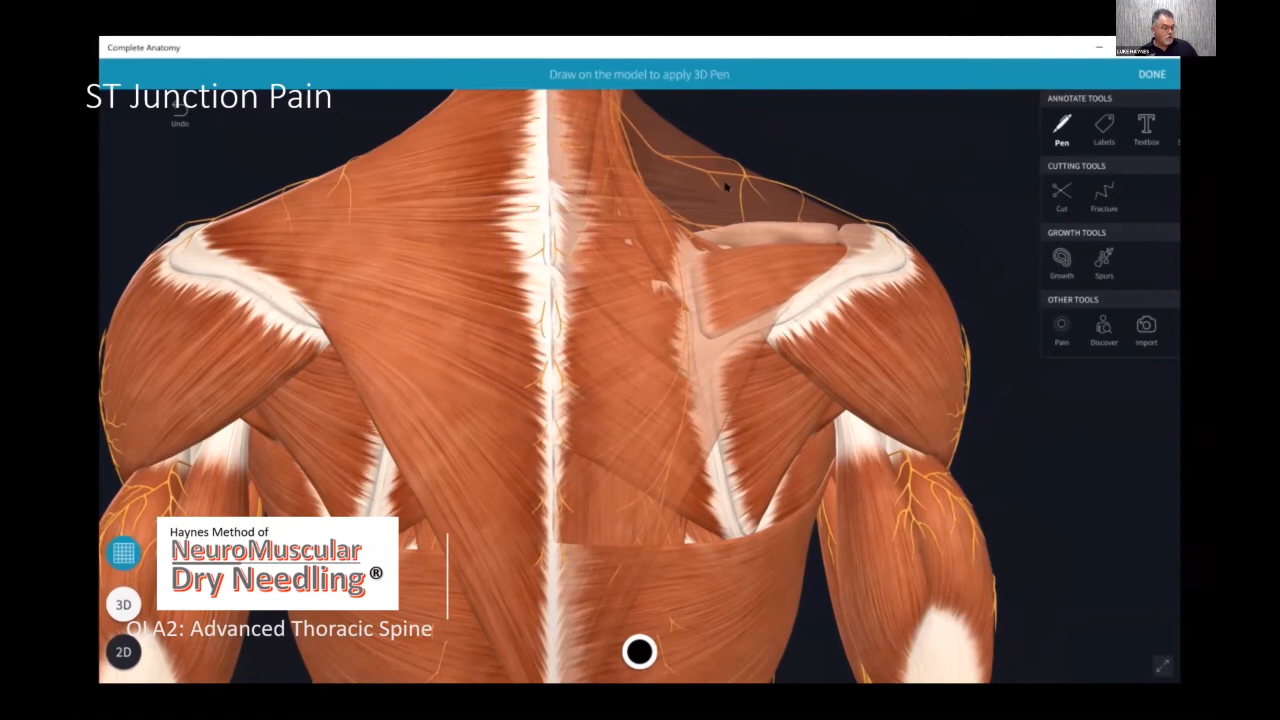 LUKE HAYNES
Complete Anatomy
Draw on the model to apply 3D Pen
DONE
ST Junction Pain
Undo
ANNOTATE TOOLS
Pen
Labels
Textbox
CUTTING TOOLS
Cut
Fracture
GROWTH TOOLS
Growth
Spurs
OTHER TOOLS
Pain
Discover
Import
Haynes Method of
NeuroMuscular
Dry Needling®
3D
OLA2: Advanced Thoracic Spine
2D